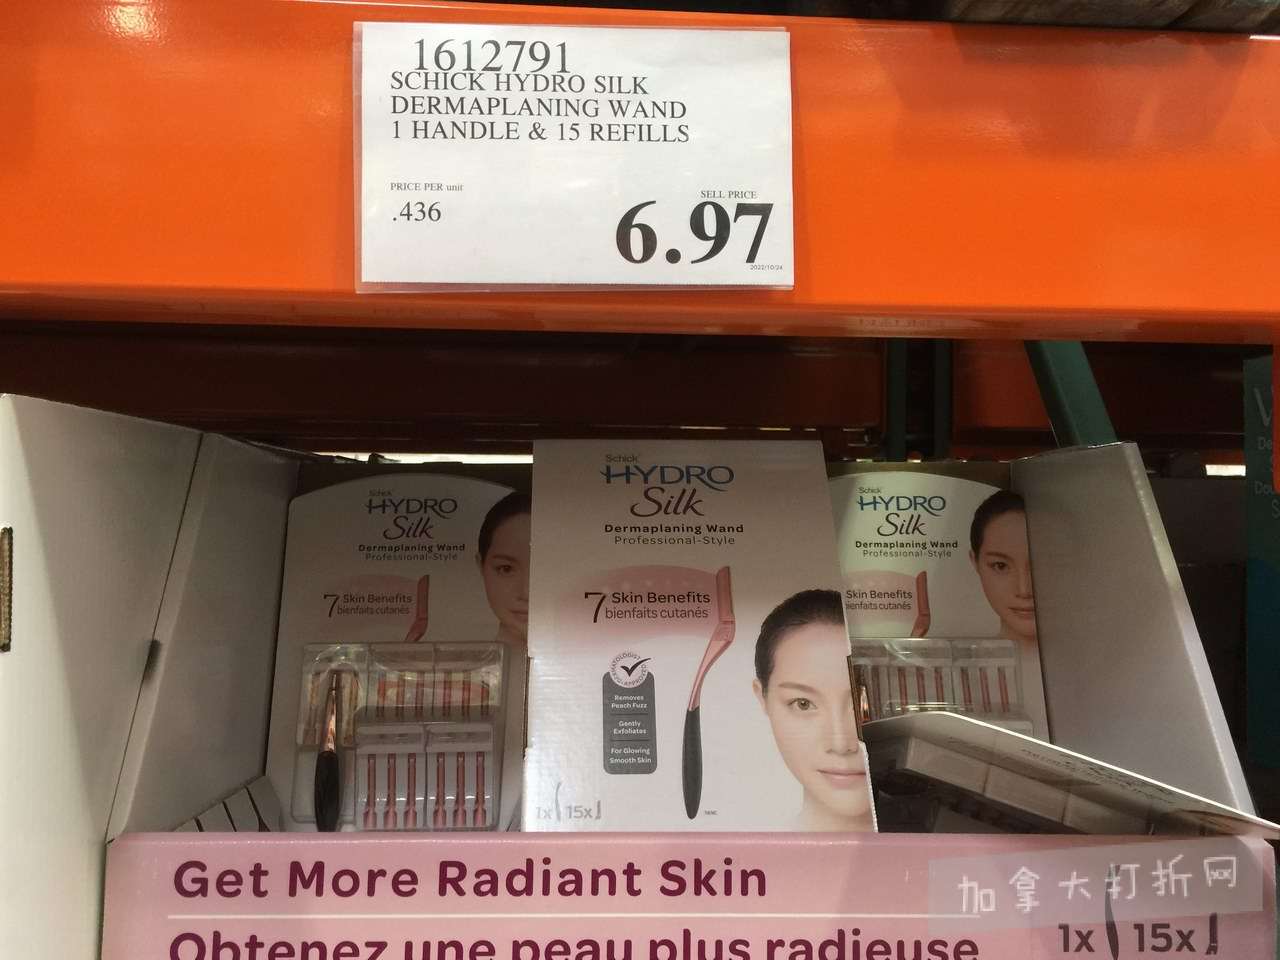 1612791
SCHICK HYDRO SILK
DERMAPLANING WAND
1 HANDLE & 15 REFILLS
PRICE PER unit
.436
SELL PRICE
6.97
2022/10/24
Schick
HYDRO
Silk
Dermaplaning Wand
Professional-Style
7 Skin Benefits
bienfaits cutanés
Schick
HYDRO
Silk
Dermaplaning Wand
Professional-Style
7 Skin Benefits
bienfaits cutanés
Removes
Peach Fuzz
Gently
Exfoliates
For Glowing
Smooth Skin
1x 15x
Schick
HYDRO
Silk
Dermaplaning Wand
Professional-Style
Skin Benefits
bienfaits cutanés
Get More Radiant Skin
Obtenez une peau plus radieuse
1x 15x
加拿大打折网